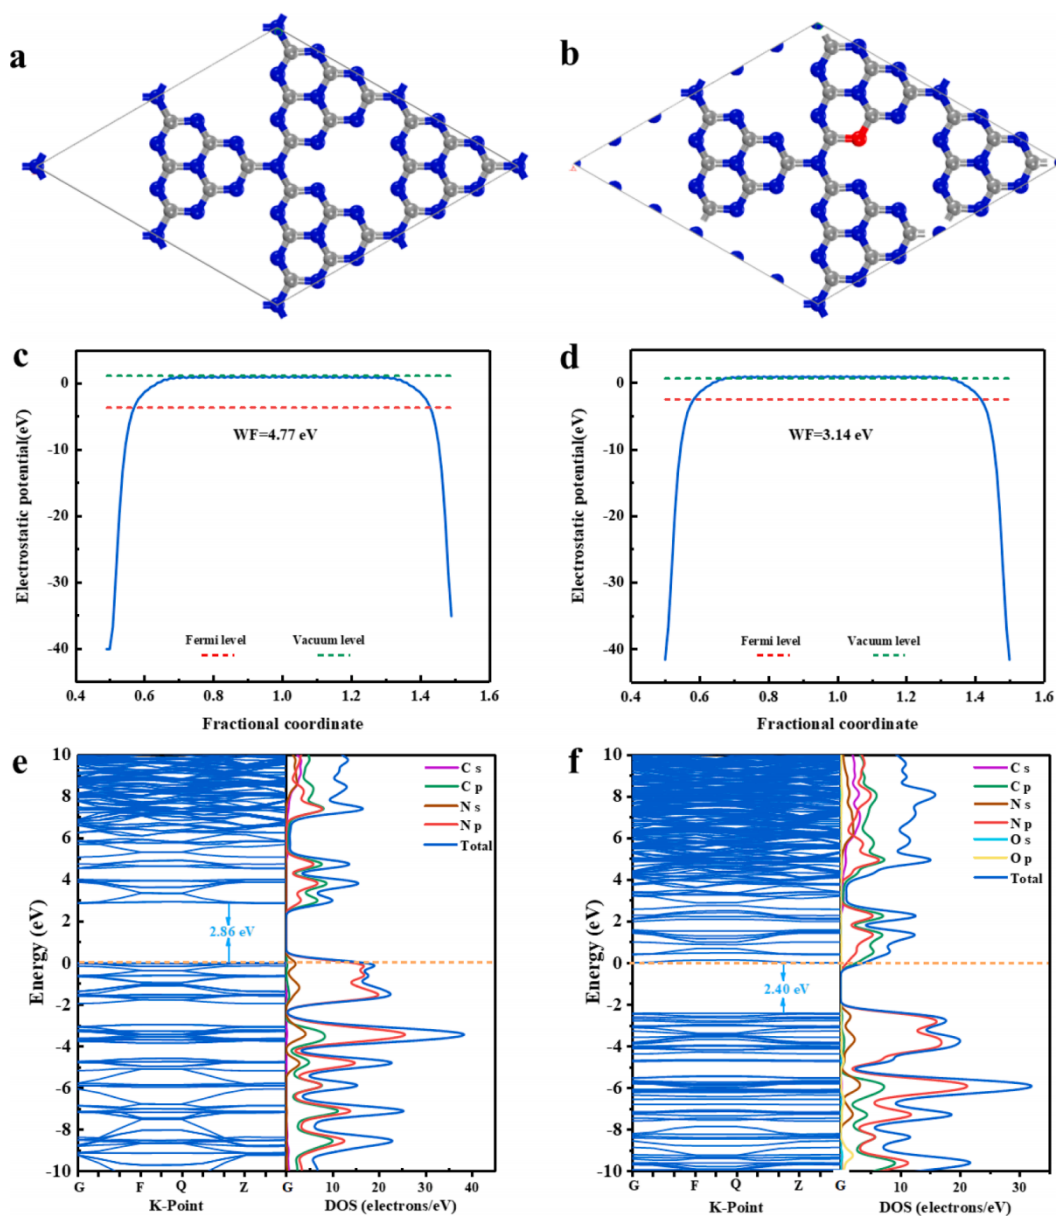 a
b
c
0
-10
-20
-30
-40
Electrostatic potential(eV)
WF=4.77 eV
Fermi level
Vacuum level
0.4
0.6
0.8
1.0
1.2
1.4
1.6
Fractional coordinate
d
0
-10
-20
-30
-40
Electrostatic potential(eV)
WF=3.14 eV
Fermi level
Vacuum level
0.4
0.6
0.8
1.0
1.2
1.4
1.6
Fractional coordinate
e
10
8
6
4
2
0
-2
-4
-6
-8
-10
Energy (eV)
2.86 eV
C s
C p
N s
N p
Total
G
F
Q
Z
G
10
20
30
40
K-Point
DOS (electrons/eV)
f
10
8
6
4
2
0
-2
-4
-6
-8
-10
Energy (eV)
2.40 eV
C s
C p
N s
N p
O s
O p
Total
G
F
Q
Z
G
10
20
30
K-Point
DOS (electrons/eV)